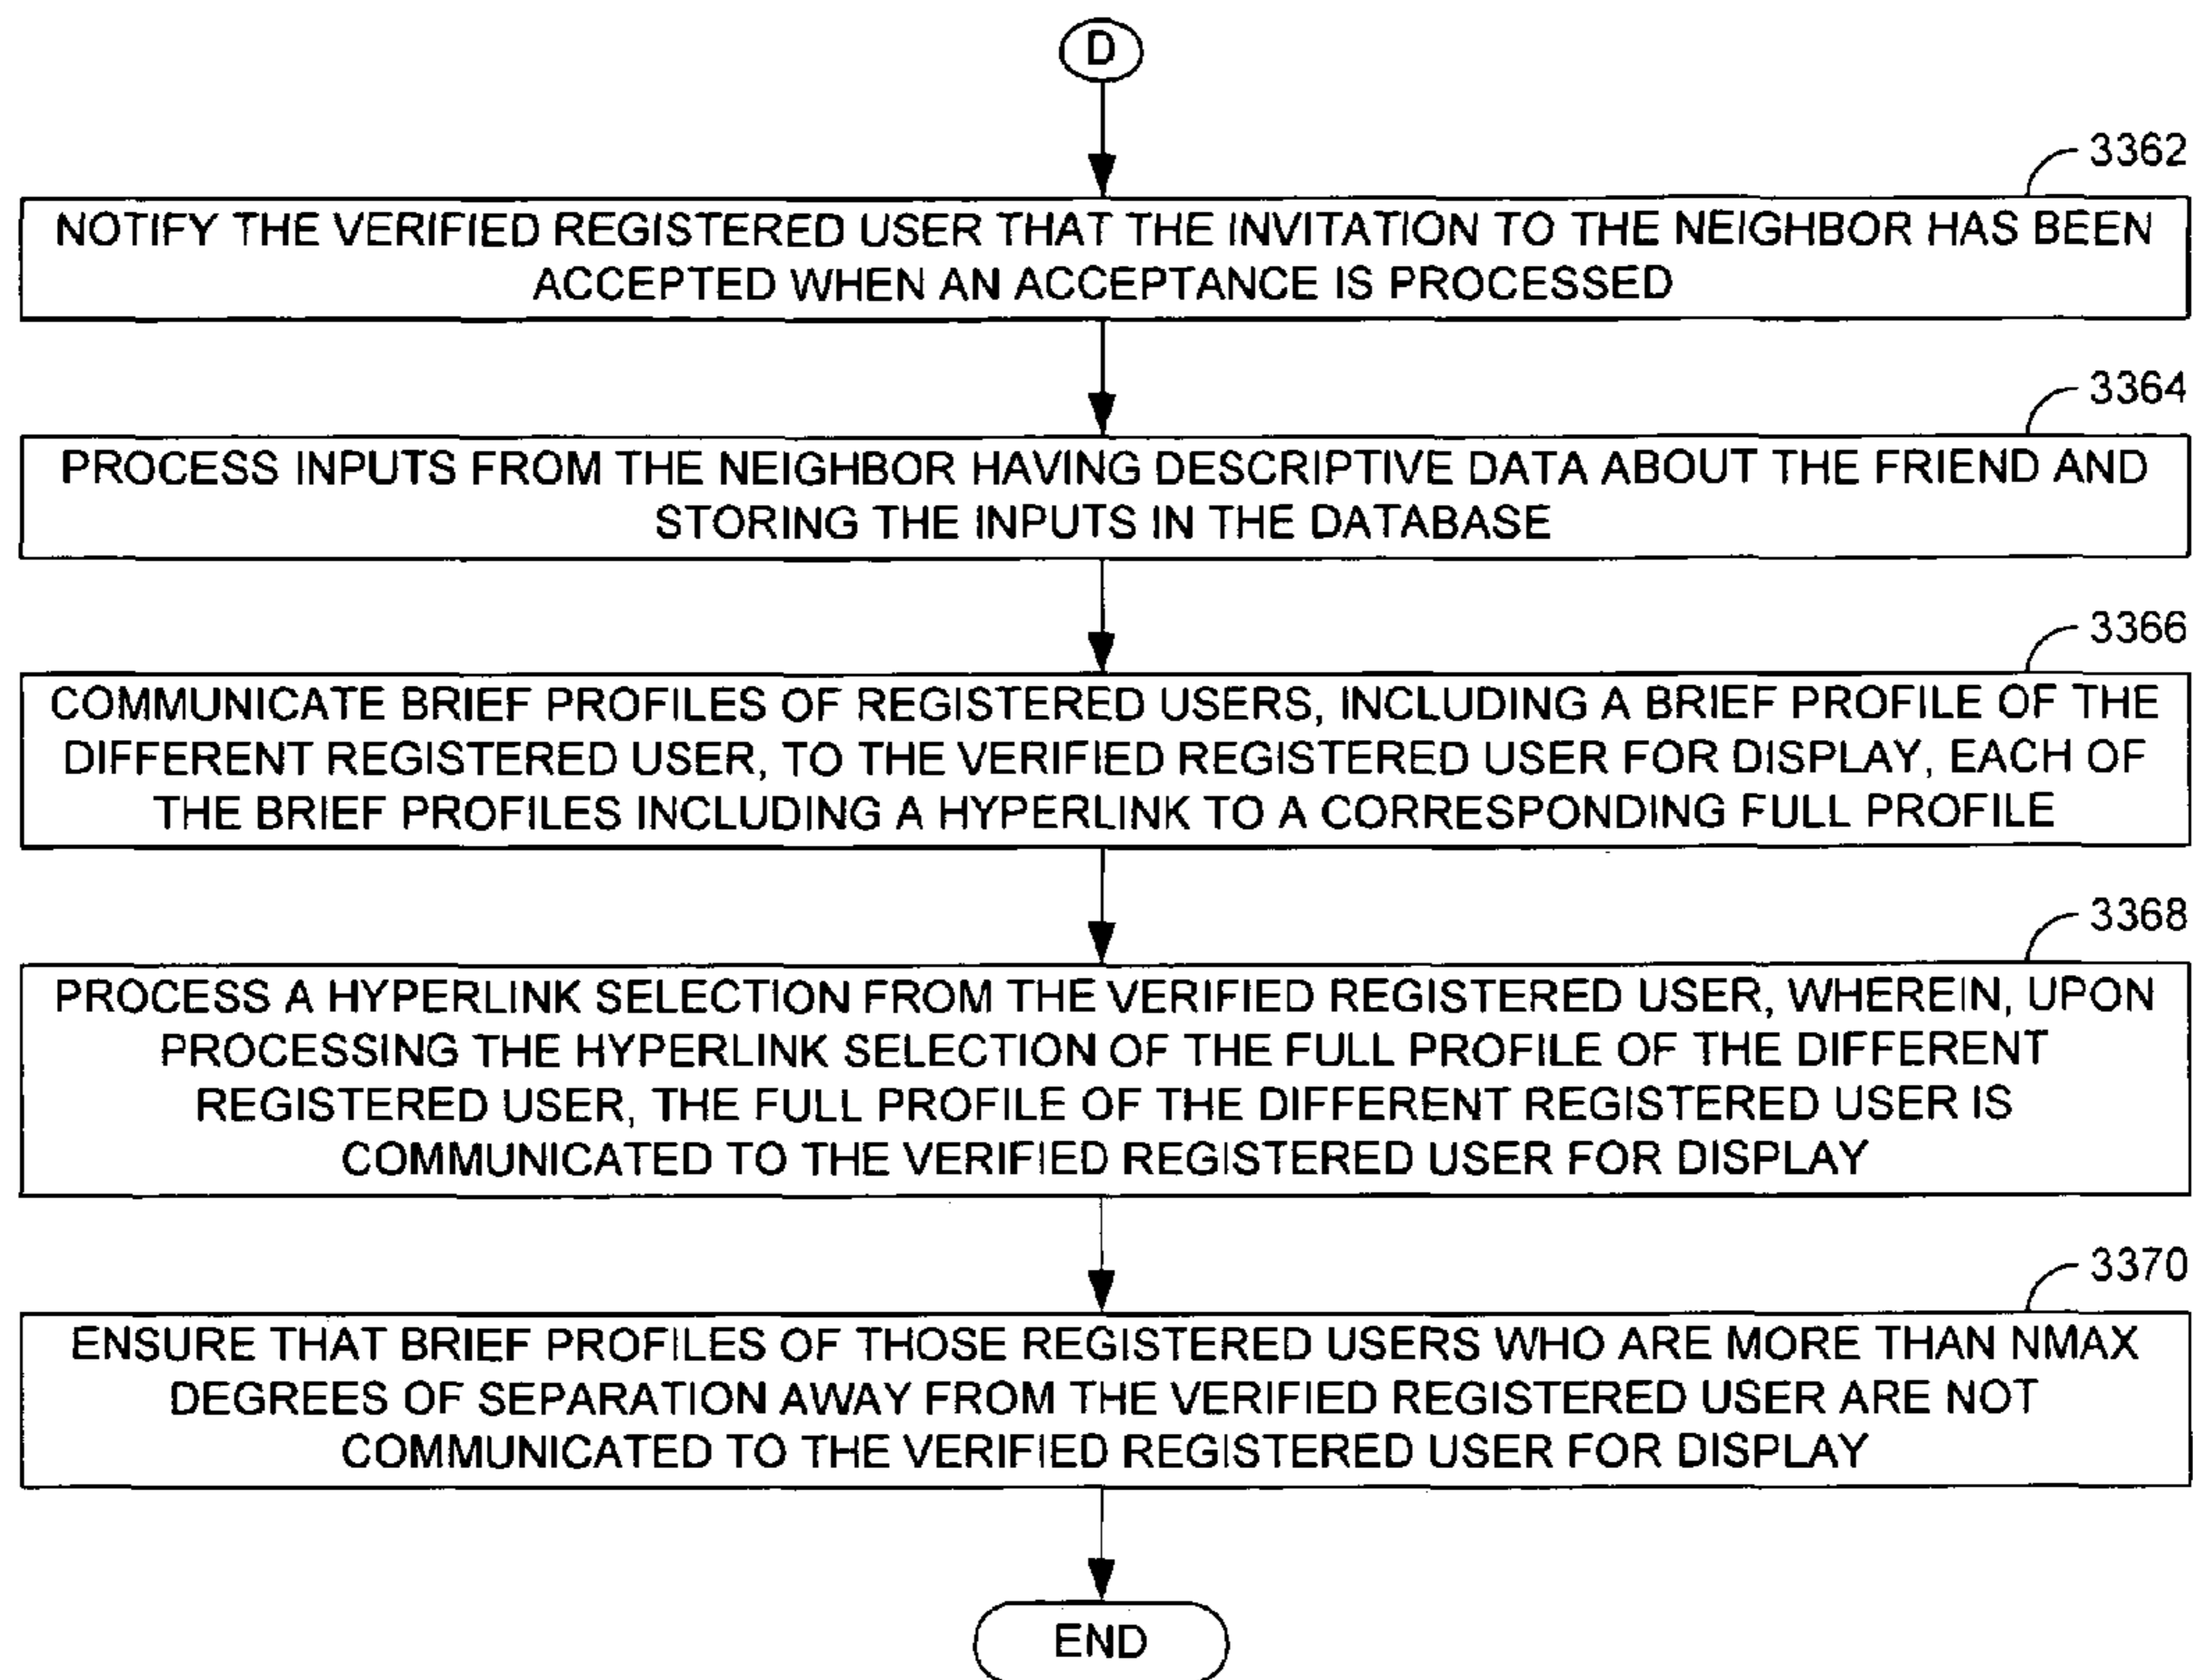 D
3362
NOTIFY THE VERIFIED REGISTERED USER THAT THE INVITATION TO THE NEIGHBOR HAS BEEN
ACCEPTED WHEN AN ACCEPTANCE IS PROCESSED
3364
PROCESS INPUTS FROM THE NEIGHBOR HAVING DESCRIPTIVE DATA ABOUT THE FRIEND AND
STORING THE INPUTS IN THE DATABASE
3366
COMMUNICATE BRIEF PROFILES OF REGISTERED USERS, INCLUDING A BRIEF PROFILE OF THE
DIFFERENT REGISTERED USER, TO THE VERIFIED REGISTERED USER FOR DISPLAY, EACH OF
THE BRIEF PROFILES INCLUDING A HYPERLINK TO A CORRESPONDING FULL PROFILE
3368
PROCESS A HYPERLINK SELECTION FROM THE VERIFIED REGISTERED USER, WHEREIN, UPON
PROCESSING THE HYPERLINK SELECTION OF THE FULL PROFILE OF THE DIFFERENT
REGISTERED USER, THE FULL PROFILE OF THE DIFFERENT REGISTERED USER IS
COMMUNICATED TO THE VERIFIED REGISTERED USER FOR DISPLAY
3370
ENSURE THAT BRIEF PROFILES OF THOSE REGISTERED USERS WHO ARE MORE THAN NMAX
DEGREES OF SEPARATION AWAY FROM THE VERIFIED REGISTERED USER ARE NOT
COMMUNICATED TO THE VERIFIED REGISTERED USER FOR DISPLAY
END